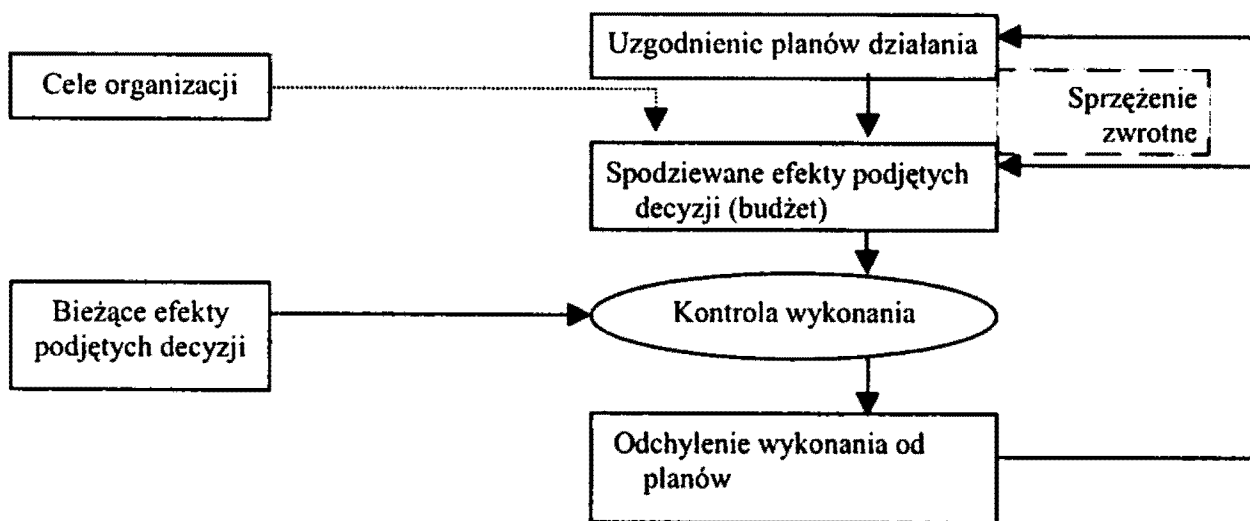 Uzgodnienic planów działania
Cele organizacji
Sprzężenie
zwrotne
Spodziewane efekty podjętych
decyzji (budżet)
Bieżące efekty
podjętych decyzji
Kontrola wykonania
Odchylenie wykonania od
planów